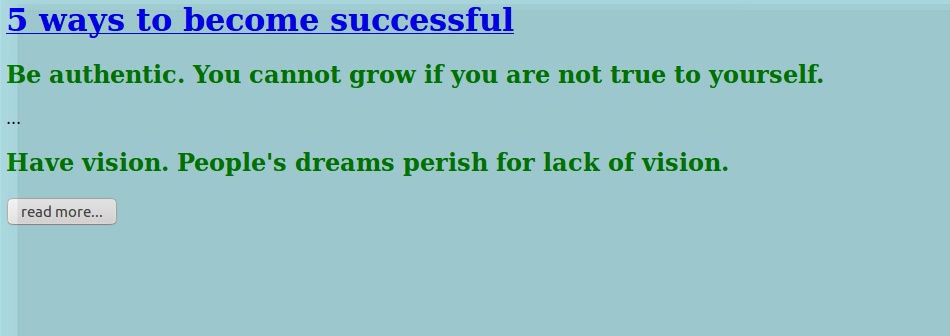 5 ways to become successful
Be authentic. You cannot grow if you are not true to yourself.
...
Have vision. People's dreams perish for lack of vision.
read more...